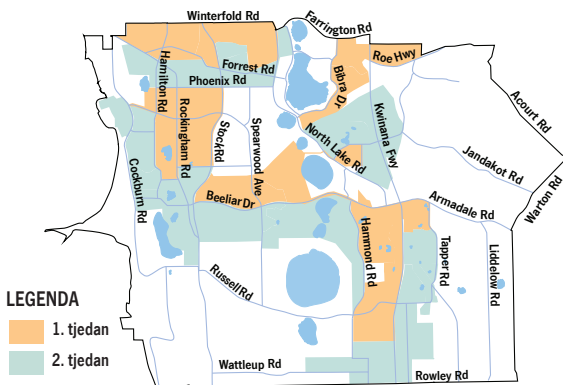 Winterfold Rd
Farrington Rd
Roe Hwy
Hamilton Rd
Forrest Rd
Phoenix Rd
Bibra Dr
Rockingham Rd
Stock Rd
Spearwood Ave
North Lake Rd
Kwinana Fwy
Acourt Rd
Jandakot Rd
Warton Rd
Cockburn Rd
Beeliar Dr
Armadale Rd
Hammond Rd
Tapper Rd
Liddelow Rd
Russell Rd
Wattleup Rd
Rowley Rd
LEGENDA
1. tjedan
2. tjedan